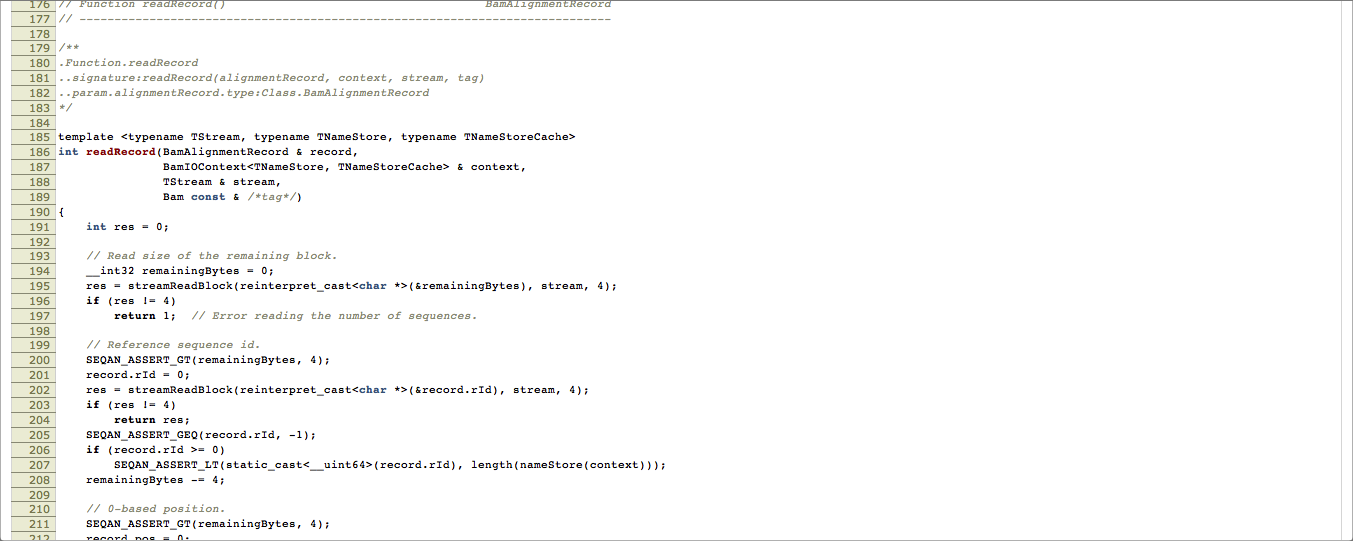 176 // Function readRecord() BamAlignmentRecord
177 // ----------------------------------------------------------------------------
178
179 /**
180 .Function.readRecord
181 ..signature:readRecord(alignmentRecord, context, stream, tag)
182 ..param.alignmentRecord.type:Class.BamAlignmentRecord
183 */
184
185 template <typename TStream, typename TNameStore, typename TNameStoreCache>
186 int readRecord(BamAlignmentRecord & record,
187                BamIOContext<TNameStore, TNameStoreCache> & context,
188                TStream & stream,
189                Bam const & /*tag*/)
190 {
191     int res = 0;
192
193     // Read size of the remaining block.
194     __int32 remainingBytes = 0;
195     res = streamReadBlock(reinterpret_cast<char *>(&remainingBytes), stream, 4);
196     if (res != 4)
197         return 1;  // Error reading the number of sequences.
198
199     // Reference sequence id.
200     SEQAN_ASSERT_GT(remainingBytes, 4);
201     record.rId = 0;
202     res = streamReadBlock(reinterpret_cast<char *>(&record.rId), stream, 4);
203     if (res != 4)
204         return res;
205     SEQAN_ASSERT_GEQ(record.rId, -1);
206     if (record.rId >= 0)
207         SEQAN_ASSERT_LT(static_cast<__uint64>(record.rId), length(nameStore(context)));
208     remainingBytes -= 4;
209
210     // 0-based position.
211     SEQAN_ASSERT_GT(remainingBytes, 4);
212     record.pos = 0;